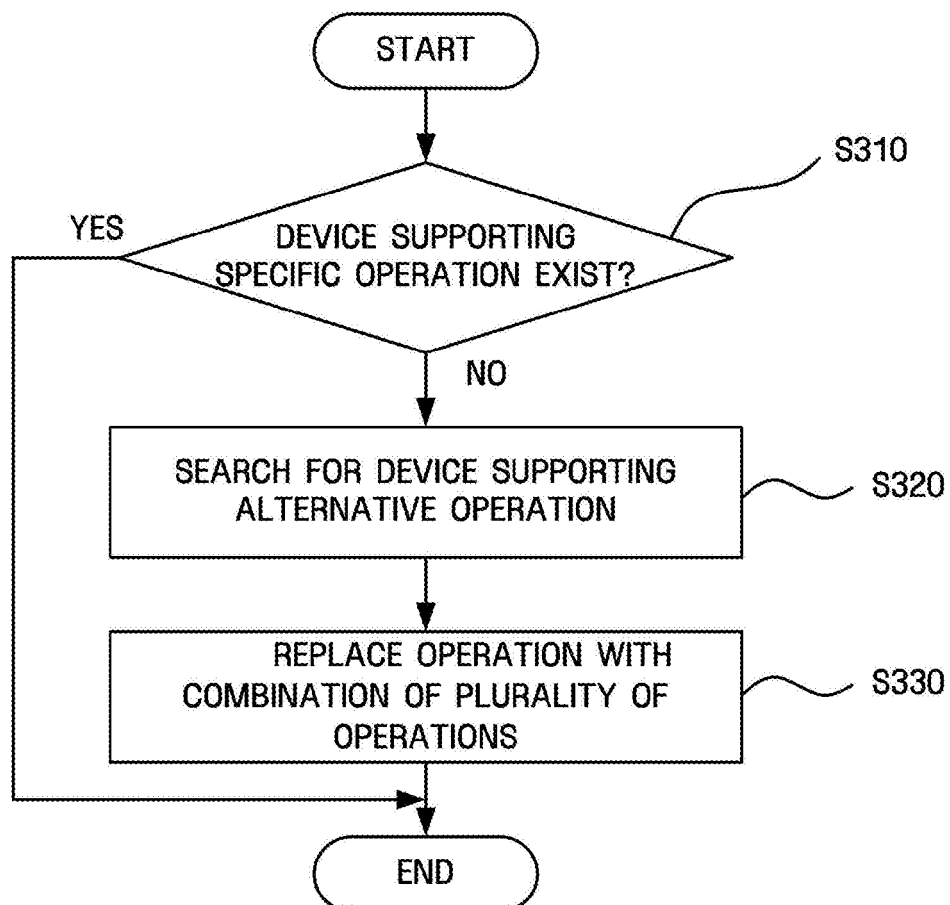 START
S310
YES
DEVICE SUPPORTING
SPECIFIC OPERATION EXIST?
NO
SEARCH FOR DEVICE SUPPORTING
ALTERNATIVE OPERATION
S320
REPLACE OPERATION WITH
COMBINATION OF PLURALITY OF
OPERATIONS
S330
END